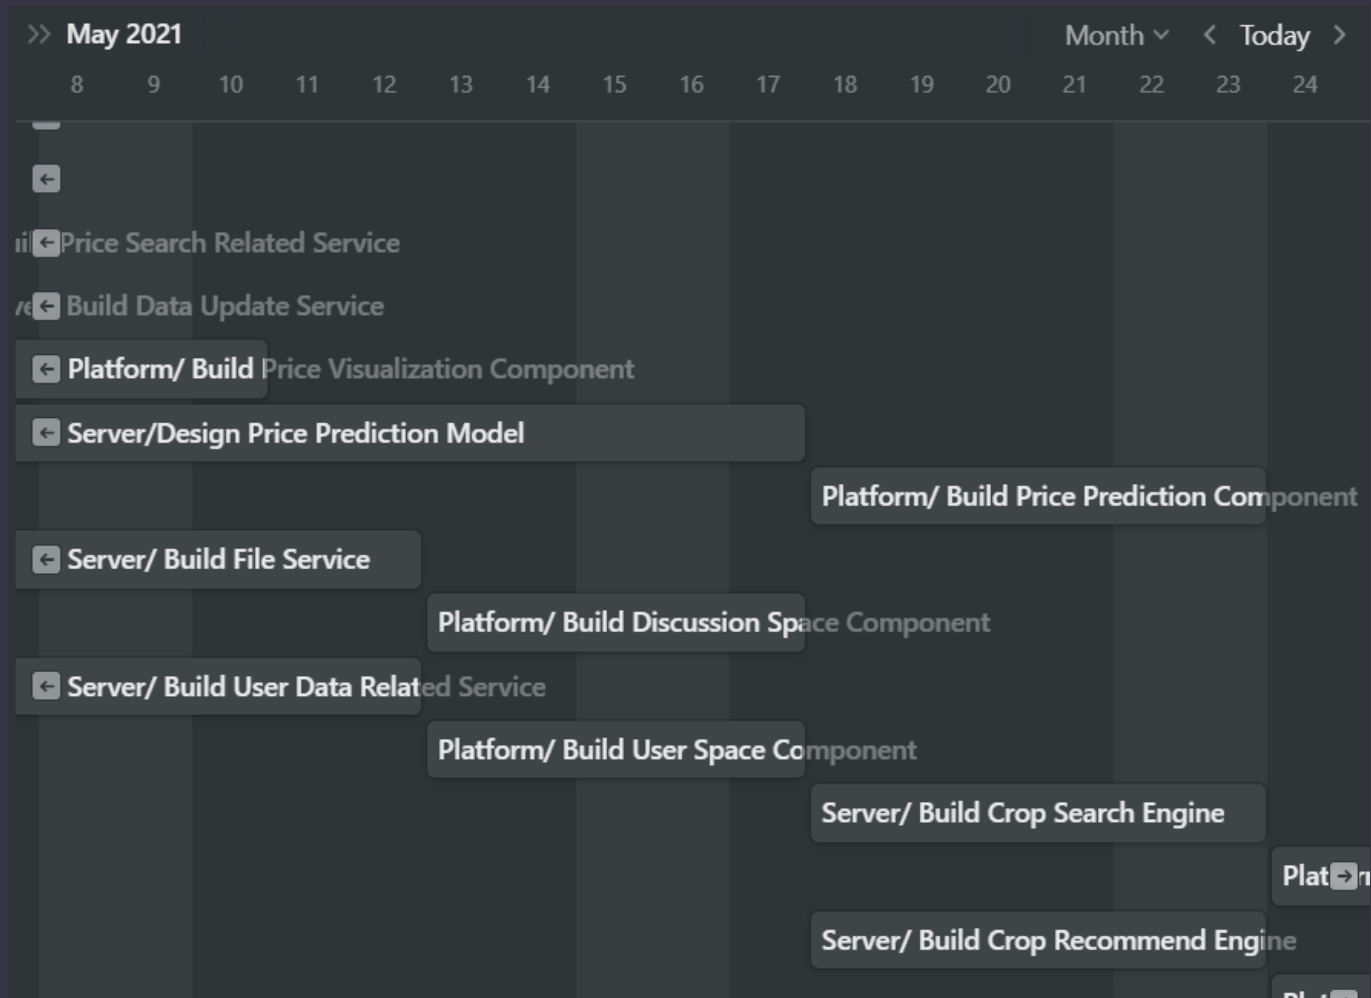 May 2021 Month Today
8 9 10 11 12 13 14 15 16 17 18 19 20 21 22 23 24
Price Search Related Service
Build Data Update Service
Platform/ Build Price Visualization Component
Server/Design Price Prediction Model
Platform/ Build Price Prediction Component
Server/ Build File Service
Platform/ Build Discussion Space Component
Server/ Build User Data Related Service
Platform/ Build User Space Component
Server/ Build Crop Search Engine
Plat
Server/ Build Crop Recommend Engine